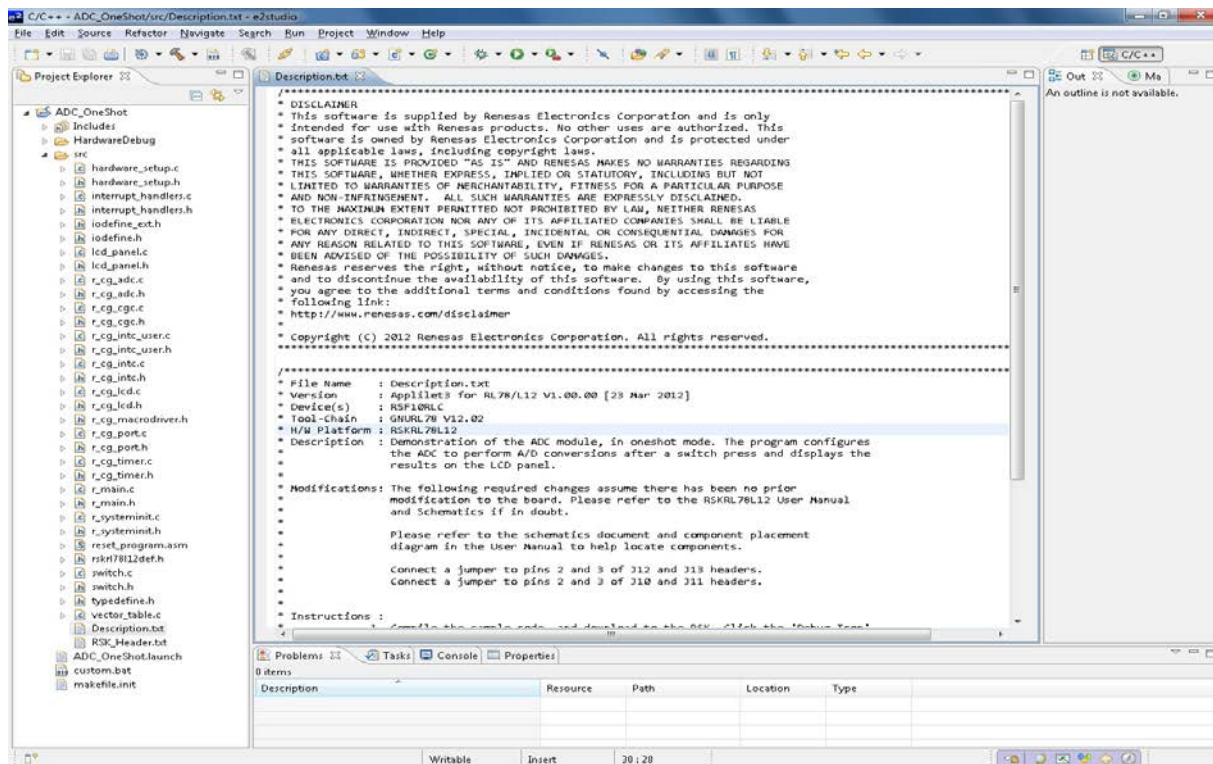 C/C++ - ADC_OneShot/src/Description.txt - e2studio
File Edit Source Refactor Navigate Search Run Project Window Help
C/C++
Project Explorer
ADC_OneShot
Includes
HardwareDebug
src
hardware_setup.c
hardware_setup.h
interrupt_handlers.c
interrupt_handlers.h
iodefine_ext.h
iodefine.h
lcd_panel.c
lcd_panel.h
r_cg_adc.c
r_cg_adc.h
r_cg_cgc.c
r_cg_cgc.h
r_cg_intc_user.c
r_cg_intc_user.h
r_cg_intc.c
r_cg_intc.h
r_cg_lcd.c
r_cg_lcd.h
r_cg_macrodriver.h
r_cg_port.c
r_cg_port.h
r_cg_timer.c
r_cg_timer.h
r_main.c
r_main.h
r_systeminit.c
r_systeminit.h
reset_program.asm
rskrl78l12def.h
switch.c
switch.h
typedefine.h
vector_table.c
Description.txt
RSK_Header.txt
ADC_OneShot.launch
custom.bat
makefile.init
Description.txt
/***********************************************************************
* DISCLAIMER
* This software is supplied by Renesas Electronics Corporation and is only
* intended for use with Renesas products. No other uses are authorized. This
* software is owned by Renesas Electronics Corporation and is protected under
* all applicable laws, including copyright laws.
* THIS SOFTWARE IS PROVIDED "AS IS" AND RENESAS MAKES NO WARRANTIES REGARDING
* THIS SOFTWARE, WHETHER EXPRESS, IMPLIED OR STATUTORY, INCLUDING BUT NOT
* LIMITED TO WARRANTIES OF MERCHANTABILITY, FITNESS FOR A PARTICULAR PURPOSE
* AND NON-INFRINGEMENT. ALL SUCH WARRANTIES ARE EXPRESSLY DISCLAIMED.
* TO THE MAXIMUM EXTENT PERMITTED NOT PROHIBITED BY LAW, NEITHER RENESAS
* ELECTRONICS CORPORATION NOR ANY OF ITS AFFILIATED COMPANIES SHALL BE LIABLE
* FOR ANY DIRECT, INDIRECT, SPECIAL, INCIDENTAL OR CONSEQUENTIAL DAMAGES FOR
* ANY REASON RELATED TO THIS SOFTWARE, EVEN IF RENESAS OR ITS AFFILIATES HAVE
* BEEN ADVISED OF THE POSSIBILITY OF SUCH DAMAGES.
* Renesas reserves the right, without notice, to make changes to this software
* and to discontinue the availability of this software. By using this software,
* you agree to the additional terms and conditions found by accessing the
* following link:
* http://www.renesas.com/disclaimer
*
* Copyright (C) 2012 Renesas Electronics Corporation. All rights reserved.
***********************************************************************
/***********************************************************************
* File Name : Description.txt
* Version : Applilet3 for RL78/L12 V1.00.00 [23 Mar 2012]
* Device(s) : R5F10RLC
* Tool-Chain : GNURL78 V12.02
* H/W Platform : RSKRL78L12
* Description : Demonstration of the ADC module, in oneshot mode. The program configures
* the ADC to perform A/D conversions after a switch press and displays the
* results on the LCD panel.
*
* Modifications: The following required changes assume there has been no prior
* modification to the board. Please refer to the RSKRL78L12 User Manual
* and Schematics if in doubt.
*
* Please refer to the schematics document and component placement
* diagram in the User Manual to help locate components.
*
* Connect a jumper to pins 2 and 3 of J12 and J13 headers.
* Connect a jumper to pins 2 and 3 of J10 and J11 headers.
*
*
* Instructions :
Out Ma
An outline is not available.
Problems Tasks Console Properties
0 items
Description Resource Path Location Type
Writable Insert 30 : 28